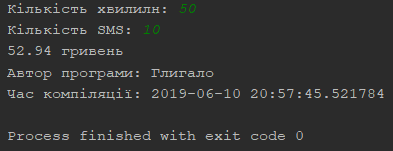 Кількість хвилилн: 50
Кількість SMS: 10
52.94 гривень
Автор програми: Глигало
Час компіляції: 2019-06-10 20:57:45.521784
Process finished with exit code 0